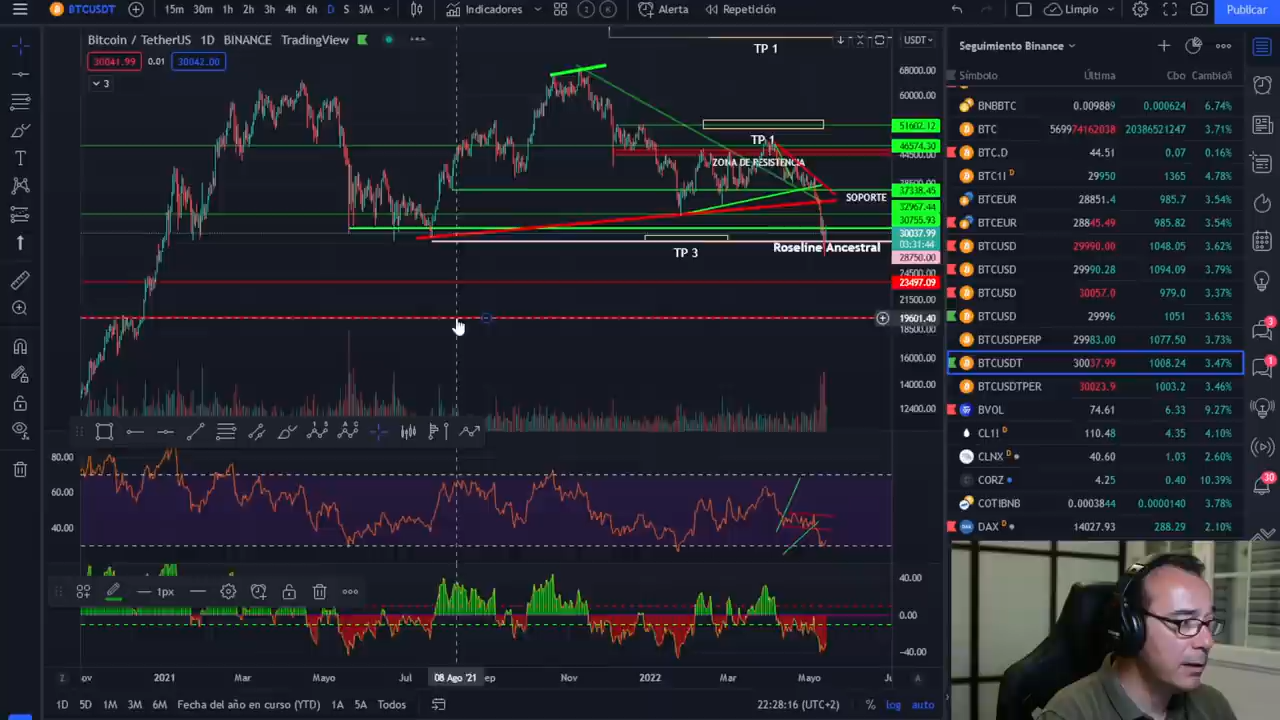 BTCUSDT 15m 30m 1h 2h 3h 4h 6h D S 3M Indicadores Alerta Repetición Limpio Publicar
Bitcoin / TetherUS 1D BINANCE TradingView
30041.99 0.01 30042.00
3
USDT
TP 1
68000.00
60000.00
51602.12
TP 1
46574.30
44500.00
ZONA DE RESISTENCIA
37338.45
SOPORTE
32967.44
30755.93
30037.99
03:31:44
Roseline Ancestral
TP 3
28750.00
24500.00
23497.09
21500.00
19601.40
18500.00
16000.00
14000.00
12400.00
80.00
60.00
40.00
1px
40.00
0.00
−40.00
2021 Mar Mayo Jul 08 Ago '21 ep Nov 2022 Mar Mayo
Z A
1D 5D 1M 3M 6M Fecha del año en curso (YTD) 1A 5A Todos 22:28:16 (UTC+2) % log auto
Seguimiento Binance
Símbolo Última Cbo Cambio%
BNBBTC 0.009889 0.000624 6.74%
BTC 569974162038 20386521247 3.71%
BTC.D 44.51 0.07 0.16%
BTC1! D 29950 1365 4.78%
BTCEUR 28851.4 985.7 3.54%
BTCEUR 28845.49 985.82 3.54%
BTCUSD 29990.00 1048.05 3.62%
BTCUSD 29990.28 1094.09 3.79%
BTCUSD 30057.0 979.0 3.37%
BTCUSD 29996 1051 3.63%
BTCUSDPERP 29983.00 1077.50 3.73%
BTCUSDT 30037.99 1008.24 3.47%
BTCUSDTPER 30023.9 1003.2 3.46%
BVOL 74.61 6.33 9.27%
CL1! D 110.48 4.35 4.10%
CLNX D 40.60 1.03 2.60%
CORZ 4.25 0.40 10.39%
COTIBNB 0.0003844 0.0000140 3.78%
DAX D 14027.93 288.29 2.10%
3
1
30